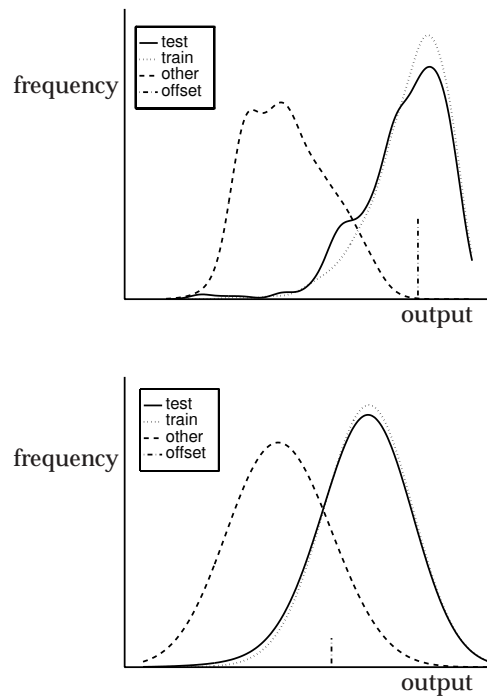 test
train
other
offset
frequency
output
test
train
other
offset
frequency
output